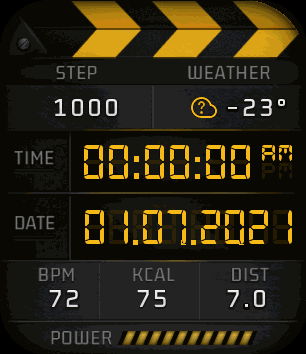 STEP WEATHER
1000 -23°
TIME 00:00:00 AM
DATE 01.07.2021
BPM KCAL DIST
72 75 7.0
POWER